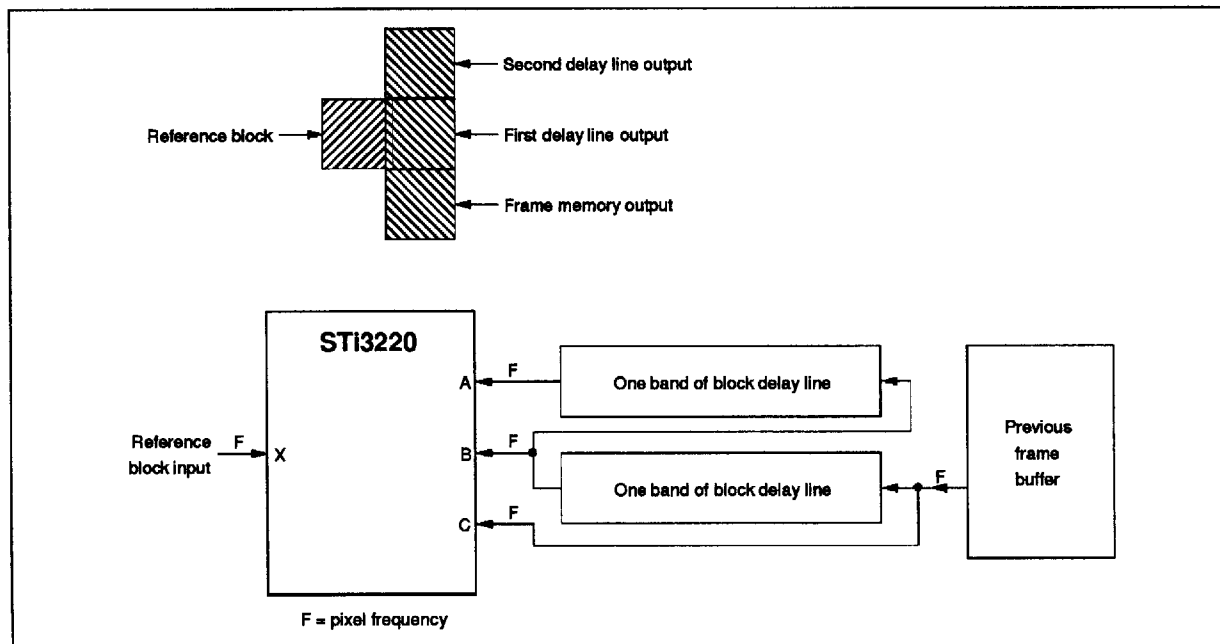 Second delay line output
Reference block
First delay line output
Frame memory output
STi3220
A
F
One band of block delay line
Previous
frame
buffer
Reference
block input
F
X
B
F
One band of block delay line
F
C
F
F = pixel frequency